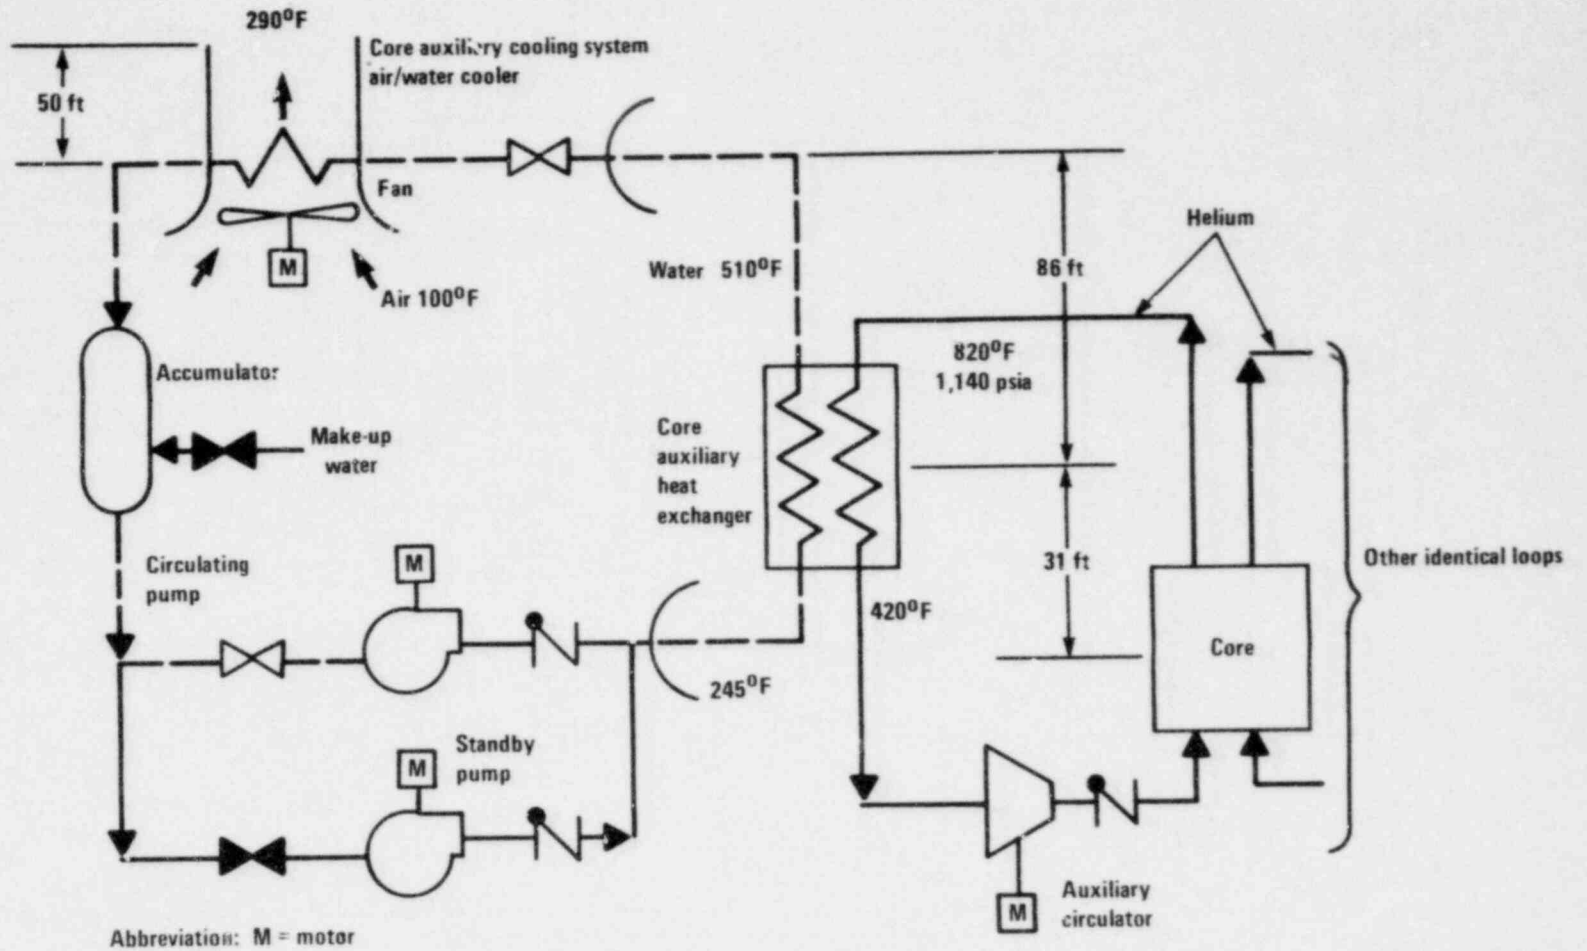 290°F
Core auxiliary cooling system
air/water cooler
50 ft
Fan
M
Air 100°F
Water 510°F
86 ft
Helium
820°F
1,140 psia
Accumulator
Make-up
water
Core
auxiliary
heat
exchanger
31 ft
Other identical loops
Circulating
pump
M
420°F
Core
245°F
Standby
pump
M
Auxiliary
circulator
M
Abbreviation: M = motor